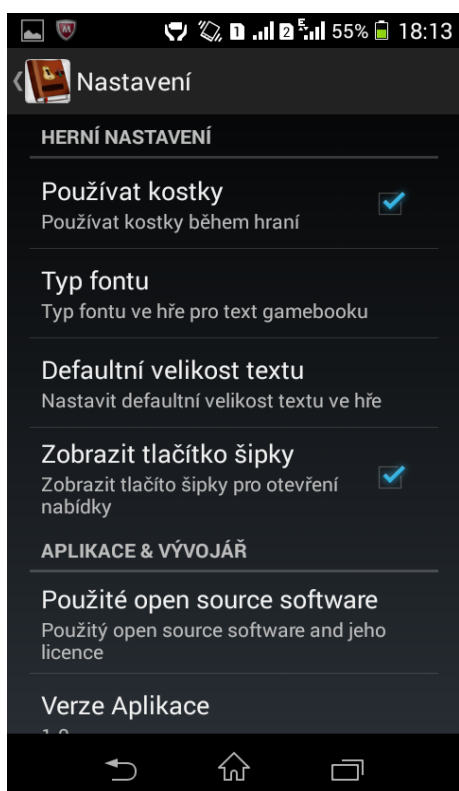 1 2 E 55% 18:13
Nastavení
HERNÍ NASTAVENÍ
Používat kostky
Používat kostky během hraní
Typ fontu
Typ fontu ve hře pro text gamebooku
Defaultní velikost textu
Nastavit defaultní velikost textu ve hře
Zobrazit tlačítko šipky
Zobrazit tlačíto šipky pro otevření
nabídky
APLIKACE & VÝVOJÁŘ
Použité open source software
Použitý open source software and jeho
licence
Verze Aplikace